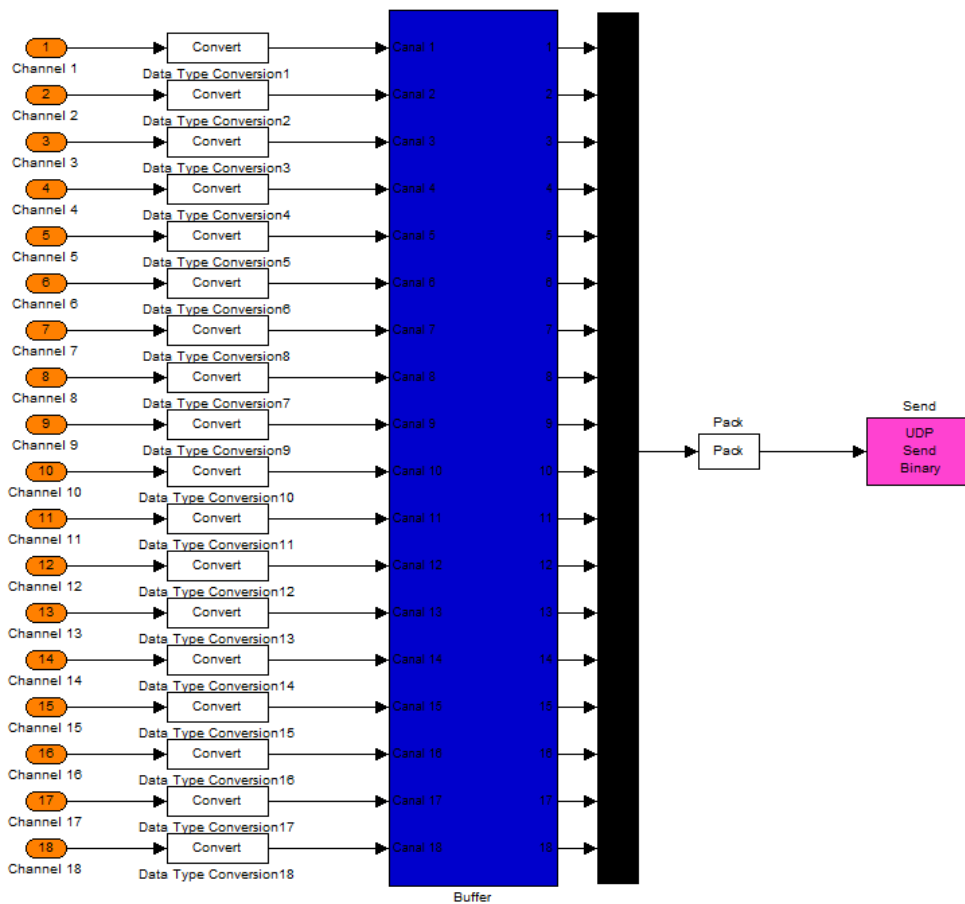 1 Convert Canal 1 1
Channel 1 Data Type Conversion1
2 Convert Canal 2 2
Channel 2 Data Type Conversion2
3 Convert Canal 3 3
Channel 3 Data Type Conversion3
4 Convert Canal 4 4
Channel 4 Data Type Conversion4
5 Convert Canal 5 5
Channel 5 Data Type Conversion5
6 Convert Canal 6 6
Channel 6 Data Type Conversion6
7 Convert Canal 7 7
Channel 7 Data Type Conversion8
8 Convert Canal 8 8
Channel 8 Data Type Conversion7
9 Convert Canal 9 9
Channel 9 Data Type Conversion9
10 Convert Canal 10 10
Channel 10 Data Type Conversion10
11 Convert Canal 11 11
Channel 11 Data Type Conversion11
12 Convert Canal 12 12
Channel 12 Data Type Conversion12
13 Convert Canal 13 13
Channel 13 Data Type Conversion13
14 Convert Canal 14 14
Channel 14 Data Type Conversion14
15 Convert Canal 15 15
Channel 15 Data Type Conversion15
16 Convert Canal 16 16
Channel 16 Data Type Conversion16
17 Convert Canal 17 17
Channel 17 Data Type Conversion17
18 Convert Canal 18 18
Channel 18 Data Type Conversion18
Buffer
Pack
Pack
Send
UDP
Send
Binary